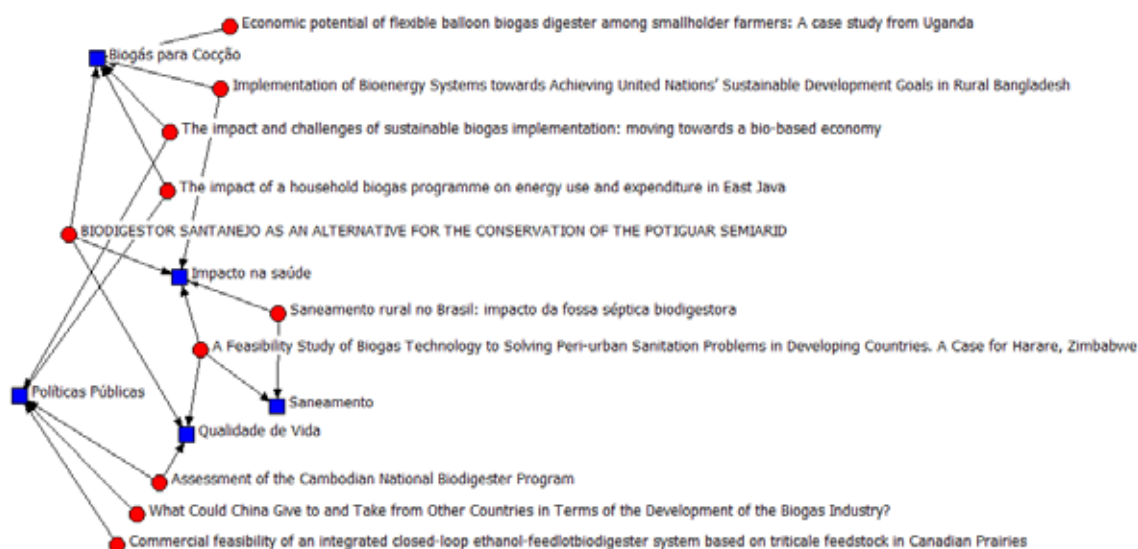 Economic potential of flexible balloon biogas digester among smallholder farmers: A case study from Uganda
Biogás para Cocção
Implementation of Bioenergy Systems towards Achieving United Nations' Sustainable Development Goals in Rural Bangladesh
The impact and challenges of sustainable biogas implementation: moving towards a bio-based economy
The impact of a household biogas programme on energy use and expenditure in East Java
BIODIGESTOR SANTANEJO AS AN ALTERNATIVE FOR THE CONSERVATION OF THE POTIGUAR SEMIARID
Impacto na saúde
Saneamento rural no Brasil: impacto da fossa séptica biodigestora
A Feasibility Study of Biogas Technology to Solving Peri-urban Sanitation Problems in Developing Countries. A Case for Harare, Zimbabwe
Políticas Públicas
Saneamento
Qualidade de Vida
Assessment of the Cambodian National Biodigester Program
What Could China Give to and Take from Other Countries in Terms of the Development of the Biogas Industry?
Commercial feasibility of an integrated closed-loop ethanol-feedlotbiodigester system based on triticale feedstock in Canadian Prairies